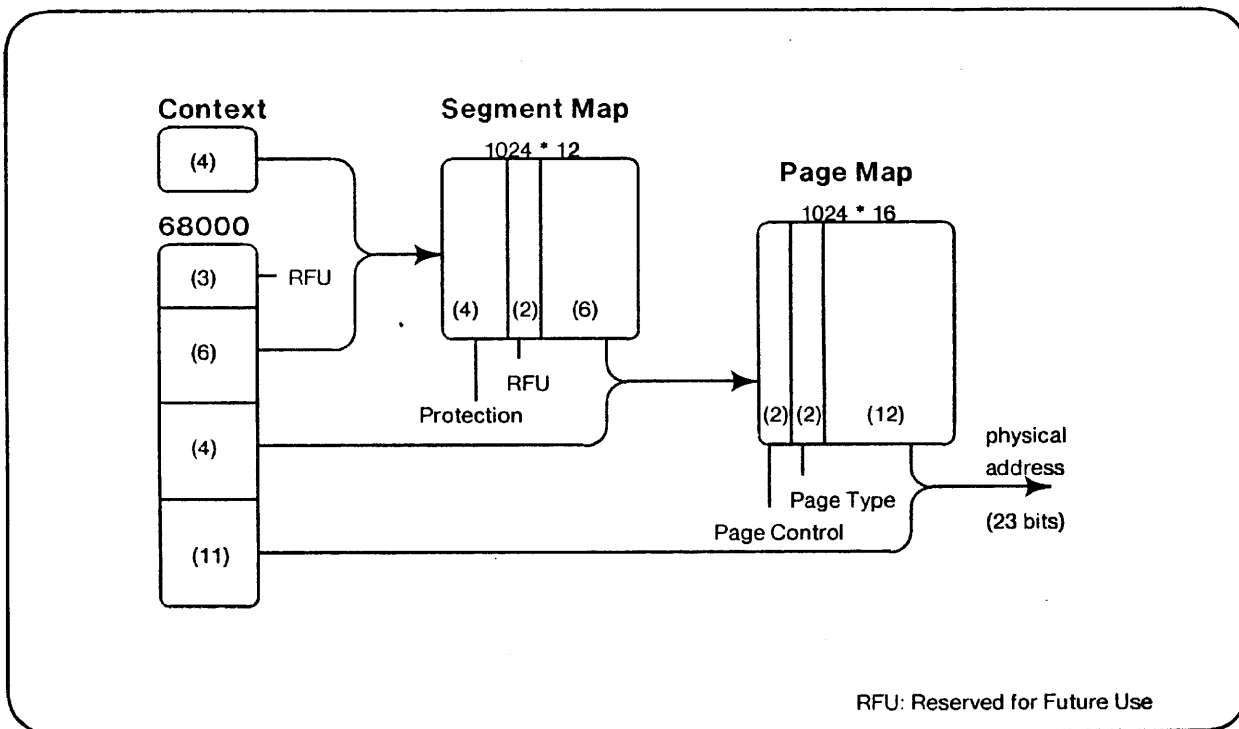 Context
(4)
68000
(3)
RFU
(6)
(4)
(11)
Segment Map
1024 * 12
(4)
(2)
(6)
Protection
RFU
Page Map
1024 * 16
(2)
(2)
(12)
Page Type
Page Control
physical
address
(23 bits)
RFU: Reserved for Future Use